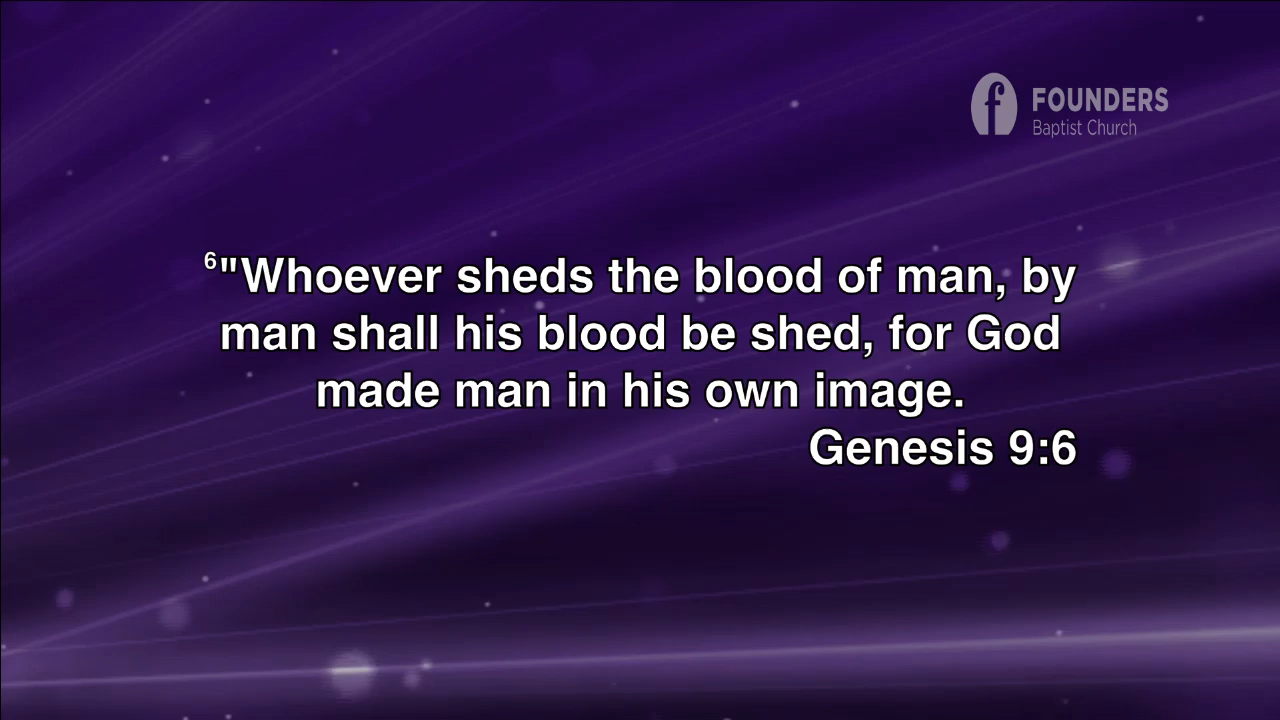 FOUNDERS
Baptist Church
6"Whoever sheds the blood of man, by
man shall his blood be shed, for God
made man in his own image.
Genesis 9:6